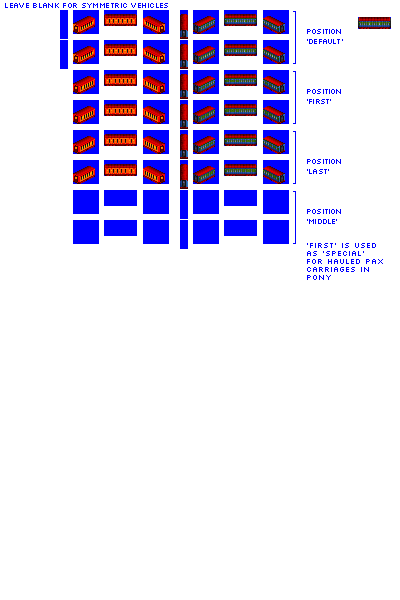 LEAVE BLANK FOR SYMMETRIC VEHICLES
POSITION
'DEFAULT'
POSITION
'FIRST'
POSITION
'LAST'
POSITION
'MIDDLE'
'FIRST' IS USED
AS 'SPECIAL'
FOR HAULED PAX
CARRIAGES IN
PONY